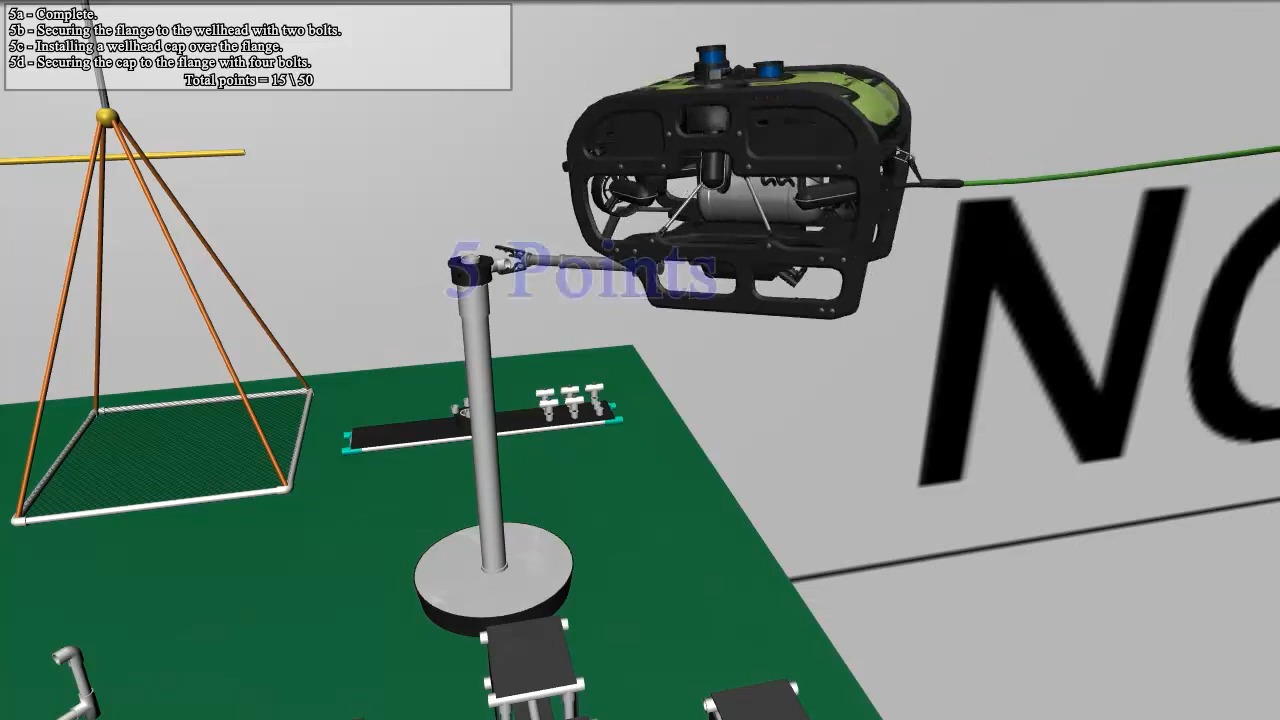 5a - Complete.
5b - Securing the flange to the wellhead with two bolts.
5c - Installing a wellhead cap over the flange.
5d - Securing the cap to the flange with four bolts.
Total points = 15 \ 50
5 Points
NO